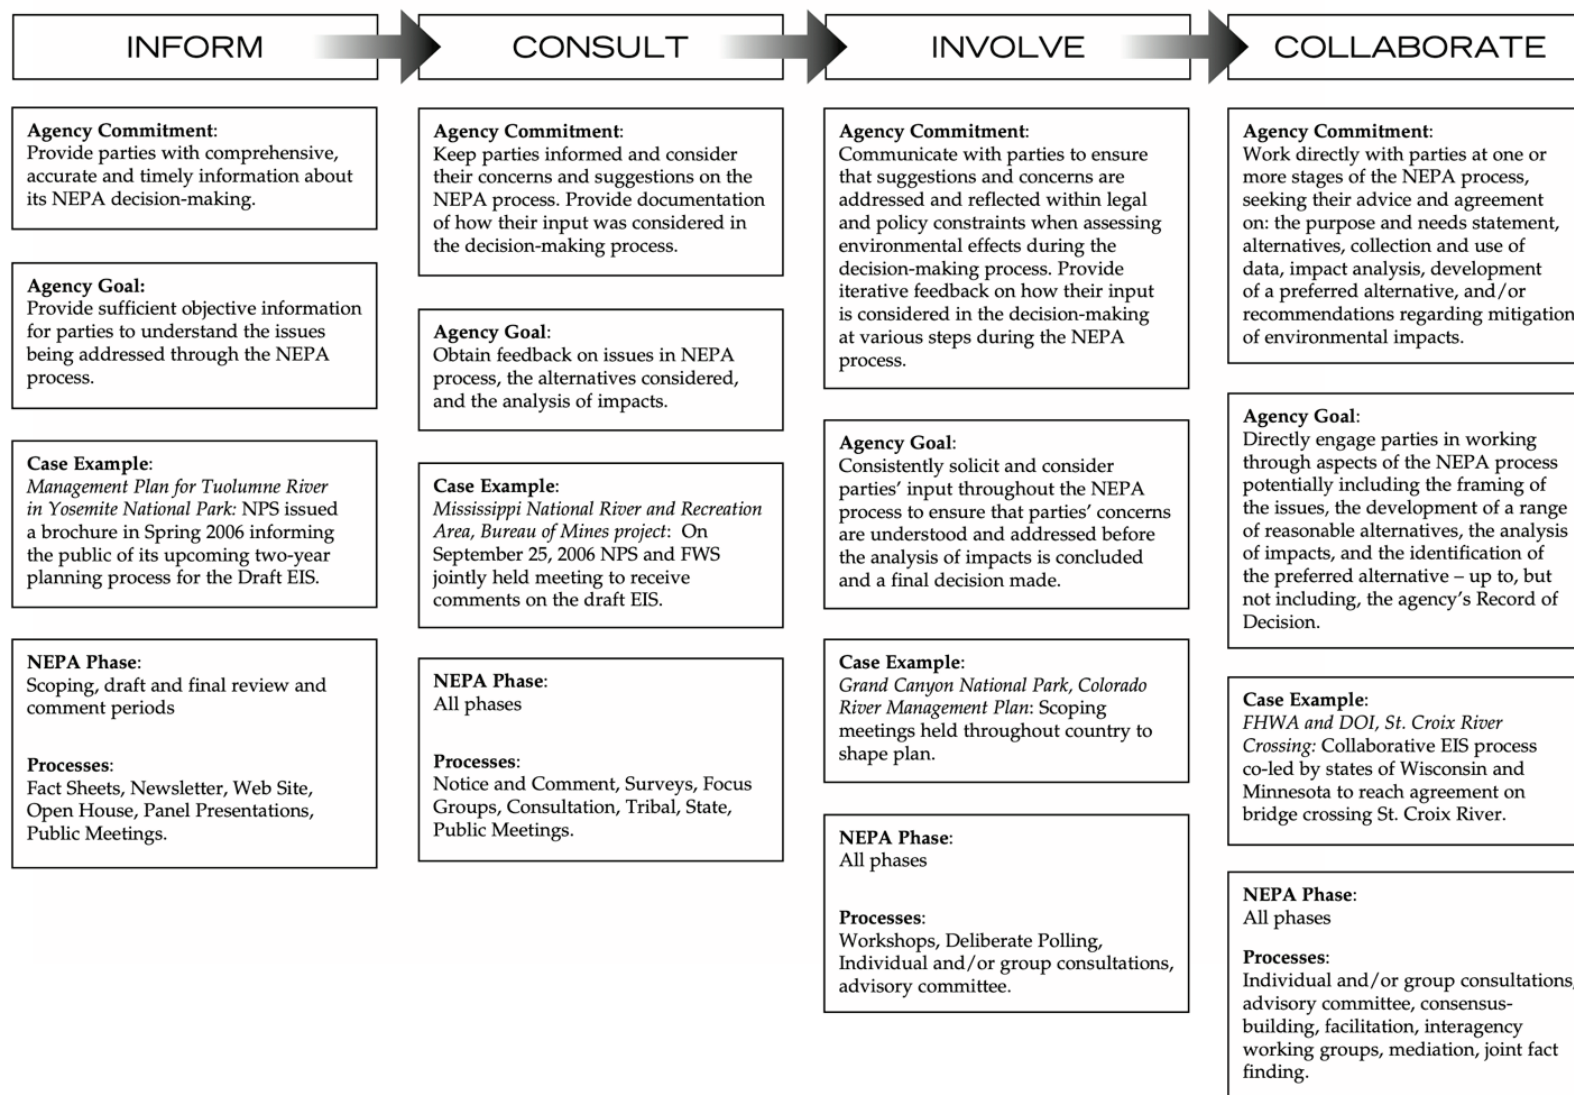 INFORM
CONSULT
INVOLVE
COLLABORATE
Agency Commitment:
Provide parties with comprehensive,
accurate and timely information about
its NEPA decision-making.
Agency Goal:
Provide sufficient objective information
for parties to understand the issues
being addressed through the NEPA
process.
Case Example:
Management Plan for Tuolumne River
in Yosemite National Park: NPS issued
a brochure in Spring 2006 informing
the public of its upcoming two-year
planning process for the Draft EIS.
NEPA Phase:
Scoping, draft and final review and
comment periods
Processes:
Fact Sheets, Newsletter, Web Site,
Open House, Panel Presentations,
Public Meetings.
Agency Commitment:
Keep parties informed and consider
their concerns and suggestions on the
NEPA process. Provide documentation
of how their input was considered in
the decision-making process.
Agency Goal:
Obtain feedback on issues in NEPA
process, the alternatives considered,
and the analysis of impacts.
Case Example:
Mississippi National River and Recreation
Area, Bureau of Mines project: On
September 25, 2006 NPS and FWS
jointly held meeting to receive
comments on the draft EIS.
NEPA Phase:
All phases
Processes:
Notice and Comment, Surveys, Focus
Groups, Consultation, Tribal, State,
Public Meetings.
Agency Commitment:
Communicate with parties to ensure
that suggestions and concerns are
addressed and reflected within legal
and policy constraints when assessing
environmental effects during the
decision-making process. Provide
iterative feedback on how their input
is considered in the decision-making
at various steps during the NEPA
process.
Agency Goal:
Consistently solicit and consider
parties' input throughout the NEPA
process to ensure that parties' concerns
are understood and addressed before
the analysis of impacts is concluded
and a final decision made.
Case Example:
Grand Canyon National Park, Colorado
River Management Plan: Scoping
meetings held throughout country to
shape plan.
NEPA Phase:
All phases
Processes:
Workshops, Deliberate Polling,
Individual and/or group consultations,
advisory committee.
Agency Commitment:
Work directly with parties at one or
more stages of the NEPA process,
seeking their advice and agreement
on: the purpose and needs statement,
alternatives, collection and use of
data, impact analysis, development
of a preferred alternative, and/or
recommendations regarding mitigation
of environmental impacts.
Agency Goal:
Directly engage parties in working
through aspects of the NEPA process
potentially including the framing of
the issues, the development of a range
of reasonable alternatives, the analysis
of impacts, and the identification of
the preferred alternative – up to, but
not including, the agency's Record of
Decision.
Case Example:
FHWA and DOI, St. Croix River
Crossing: Collaborative EIS process
co-led by states of Wisconsin and
Minnesota to reach agreement on
bridge crossing St. Croix River.
NEPA Phase:
All phases
Processes:
Individual and/or group consultations,
advisory committee, consensus-
building, facilitation, interagency
working groups, mediation, joint fact
finding.